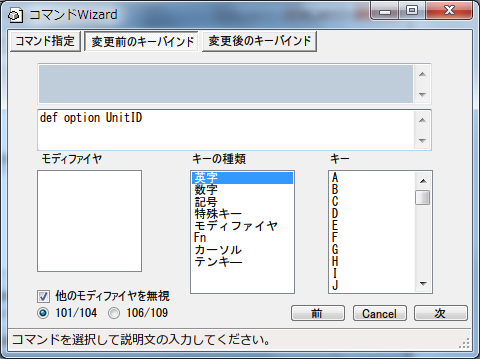 コマンドWizard
コマンド指定 変更前のキーバインド 変更後のキーバインド
def option UnitID
モディファイヤ キーの種類 キー
英字 A
数字 B
記号 C
特殊キー D
モディファイヤ E
Fn F
カーソル G
テンキー H
I
J
他のモディファイヤを無視
101/104 106/109 前 Cancel 次
コマンドを選択して説明文の入力してください。